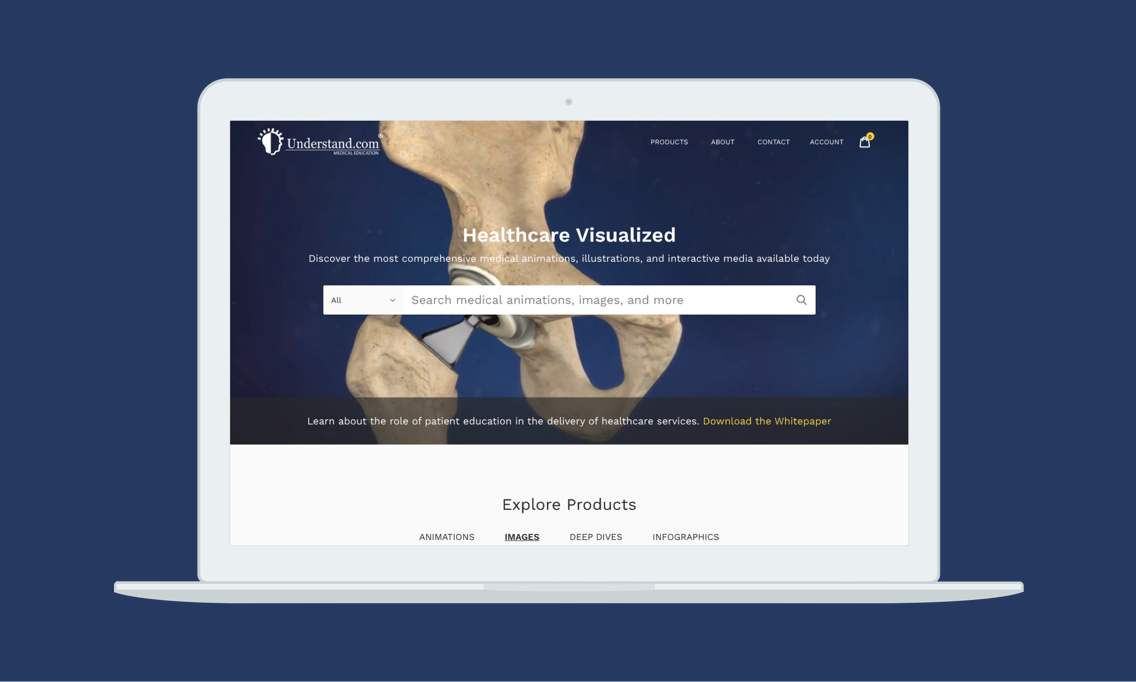 Understand.com®
MEDICAL EDUCATION
PRODUCTS
ABOUT
CONTACT
ACCOUNT
0
Healthcare Visualized
Discover the most comprehensive medical animations, illustrations, and interactive media available today
All
Search medical animations, images, and more
Learn about the role of patient education in the delivery of healthcare services. Download the Whitepaper
Explore Products
ANIMATIONS
IMAGES
DEEP DIVES
INFOGRAPHICS